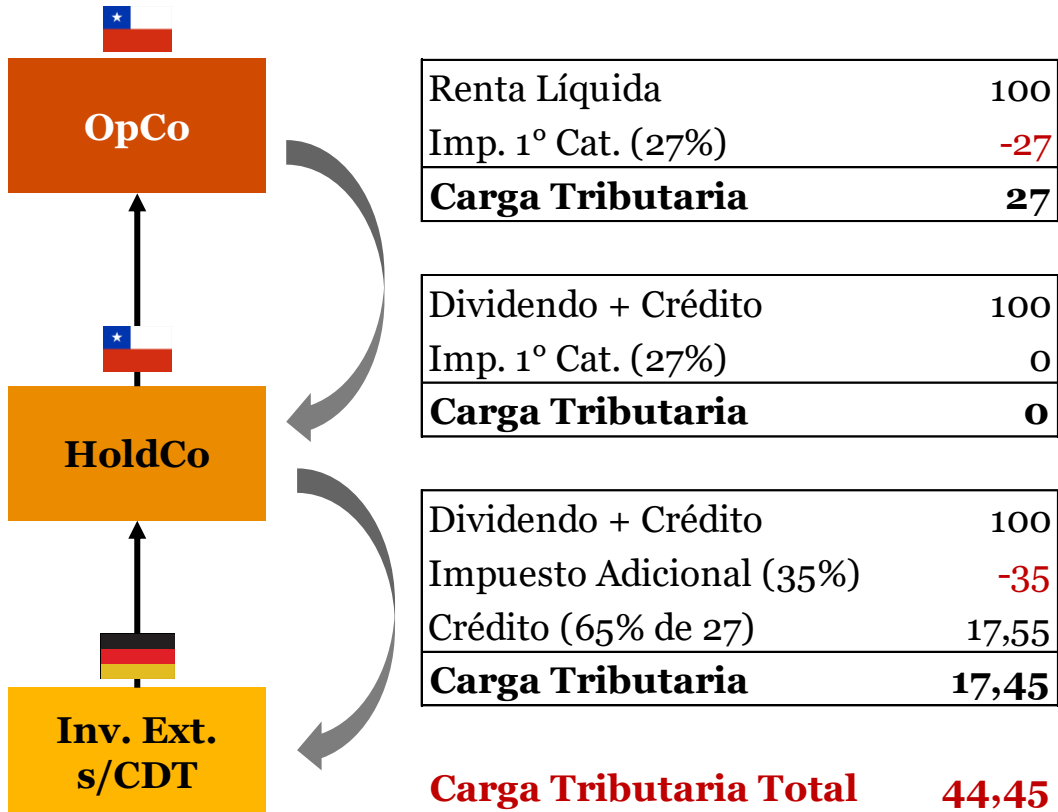 OpCo
Renta Líquida 100
Imp. 1° Cat. (27%) -27
Carga Tributaria 27
HoldCo
Dividendo + Crédito 100
Imp. 1° Cat. (27%) 0
Carga Tributaria 0
Inv. Ext.
s/CDT
Dividendo + Crédito 100
Impuesto Adicional (35%) -35
Crédito (65% de 27) 17,55
Carga Tributaria 17,45
Carga Tributaria Total 44,45